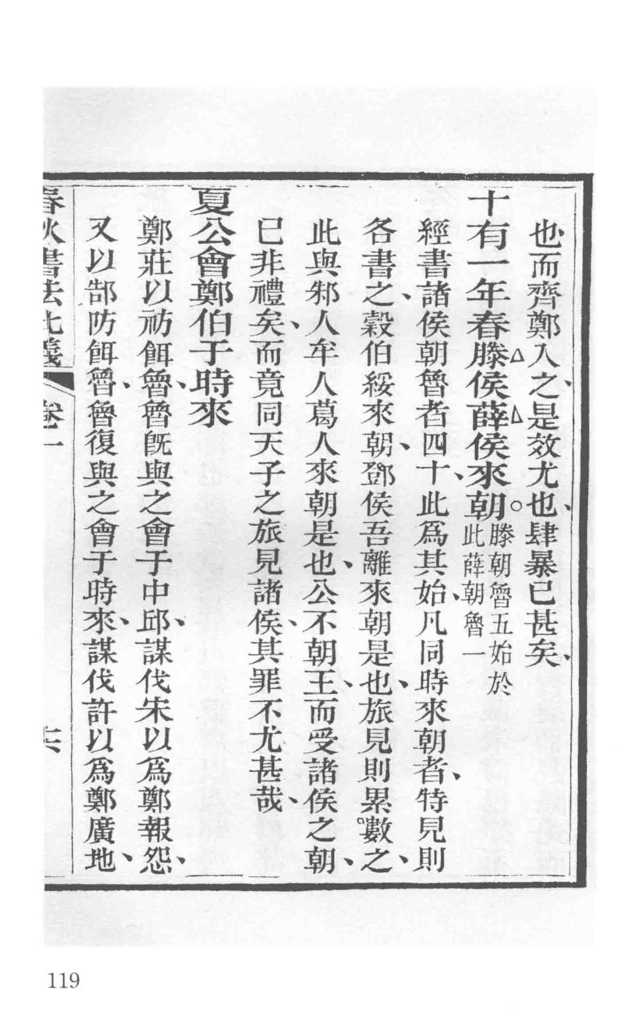 也而齊鄭入之是效尤也肆暴已甚矣
十有一年春滕侯薛侯來朝滕朝魯五始於此薛朝魯一
經書諸侯朝魯者四十此爲其始凡同時來朝者特見則
各書之穀伯綏來朝鄧侯吾離來朝是也旅見則累數之
此與邾人牟人葛人來朝是也公不朝王而受諸侯之朝
已非禮矣而竟同天子之旅見諸侯其罪不尤甚哉
夏公會鄭伯于時來
鄭莊以祊餌魯魯旣與之會于中邱謀伐宋以爲鄭報怨
又以郜防餌魯魯復與之會于時來謀伐許以爲鄭廣地
春秋書法比義 卷一 六
119